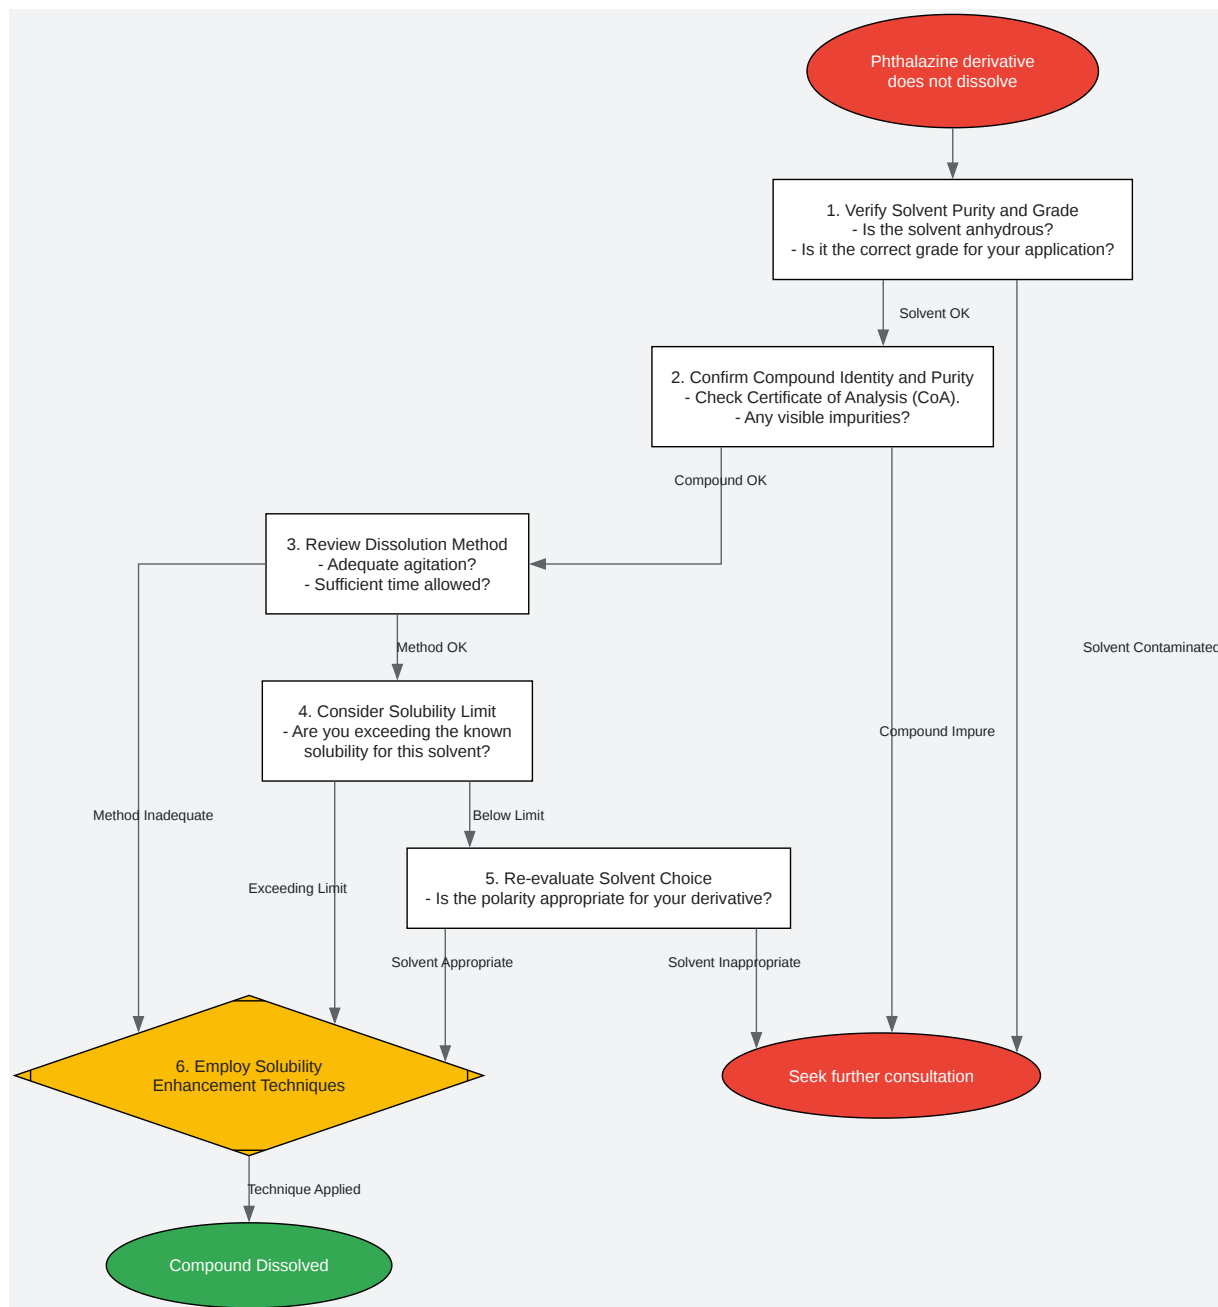 Phthalazine derivative
does not dissolve
1. Verify Solvent Purity and Grade
- Is the solvent anhydrous?
- Is it the correct grade for your application?
Solvent OK
2. Confirm Compound Identity and Purity
- Check Certificate of Analysis (CoA).
- Any visible impurities?
Compound OK
3. Review Dissolution Method
- Adequate agitation?
- Sufficient time allowed?
Method OK
Solvent Contaminated
4. Consider Solubility Limit
- Are you exceeding the known
solubility for this solvent?
Compound Impure
Method Inadequate
Below Limit
5. Re-evaluate Solvent Choice
- Is the polarity appropriate for your derivative?
Exceeding Limit
Solvent Appropriate
Solvent Inappropriate
6. Employ Solubility
Enhancement Techniques
Seek further consultation
Technique Applied
Compound Dissolved